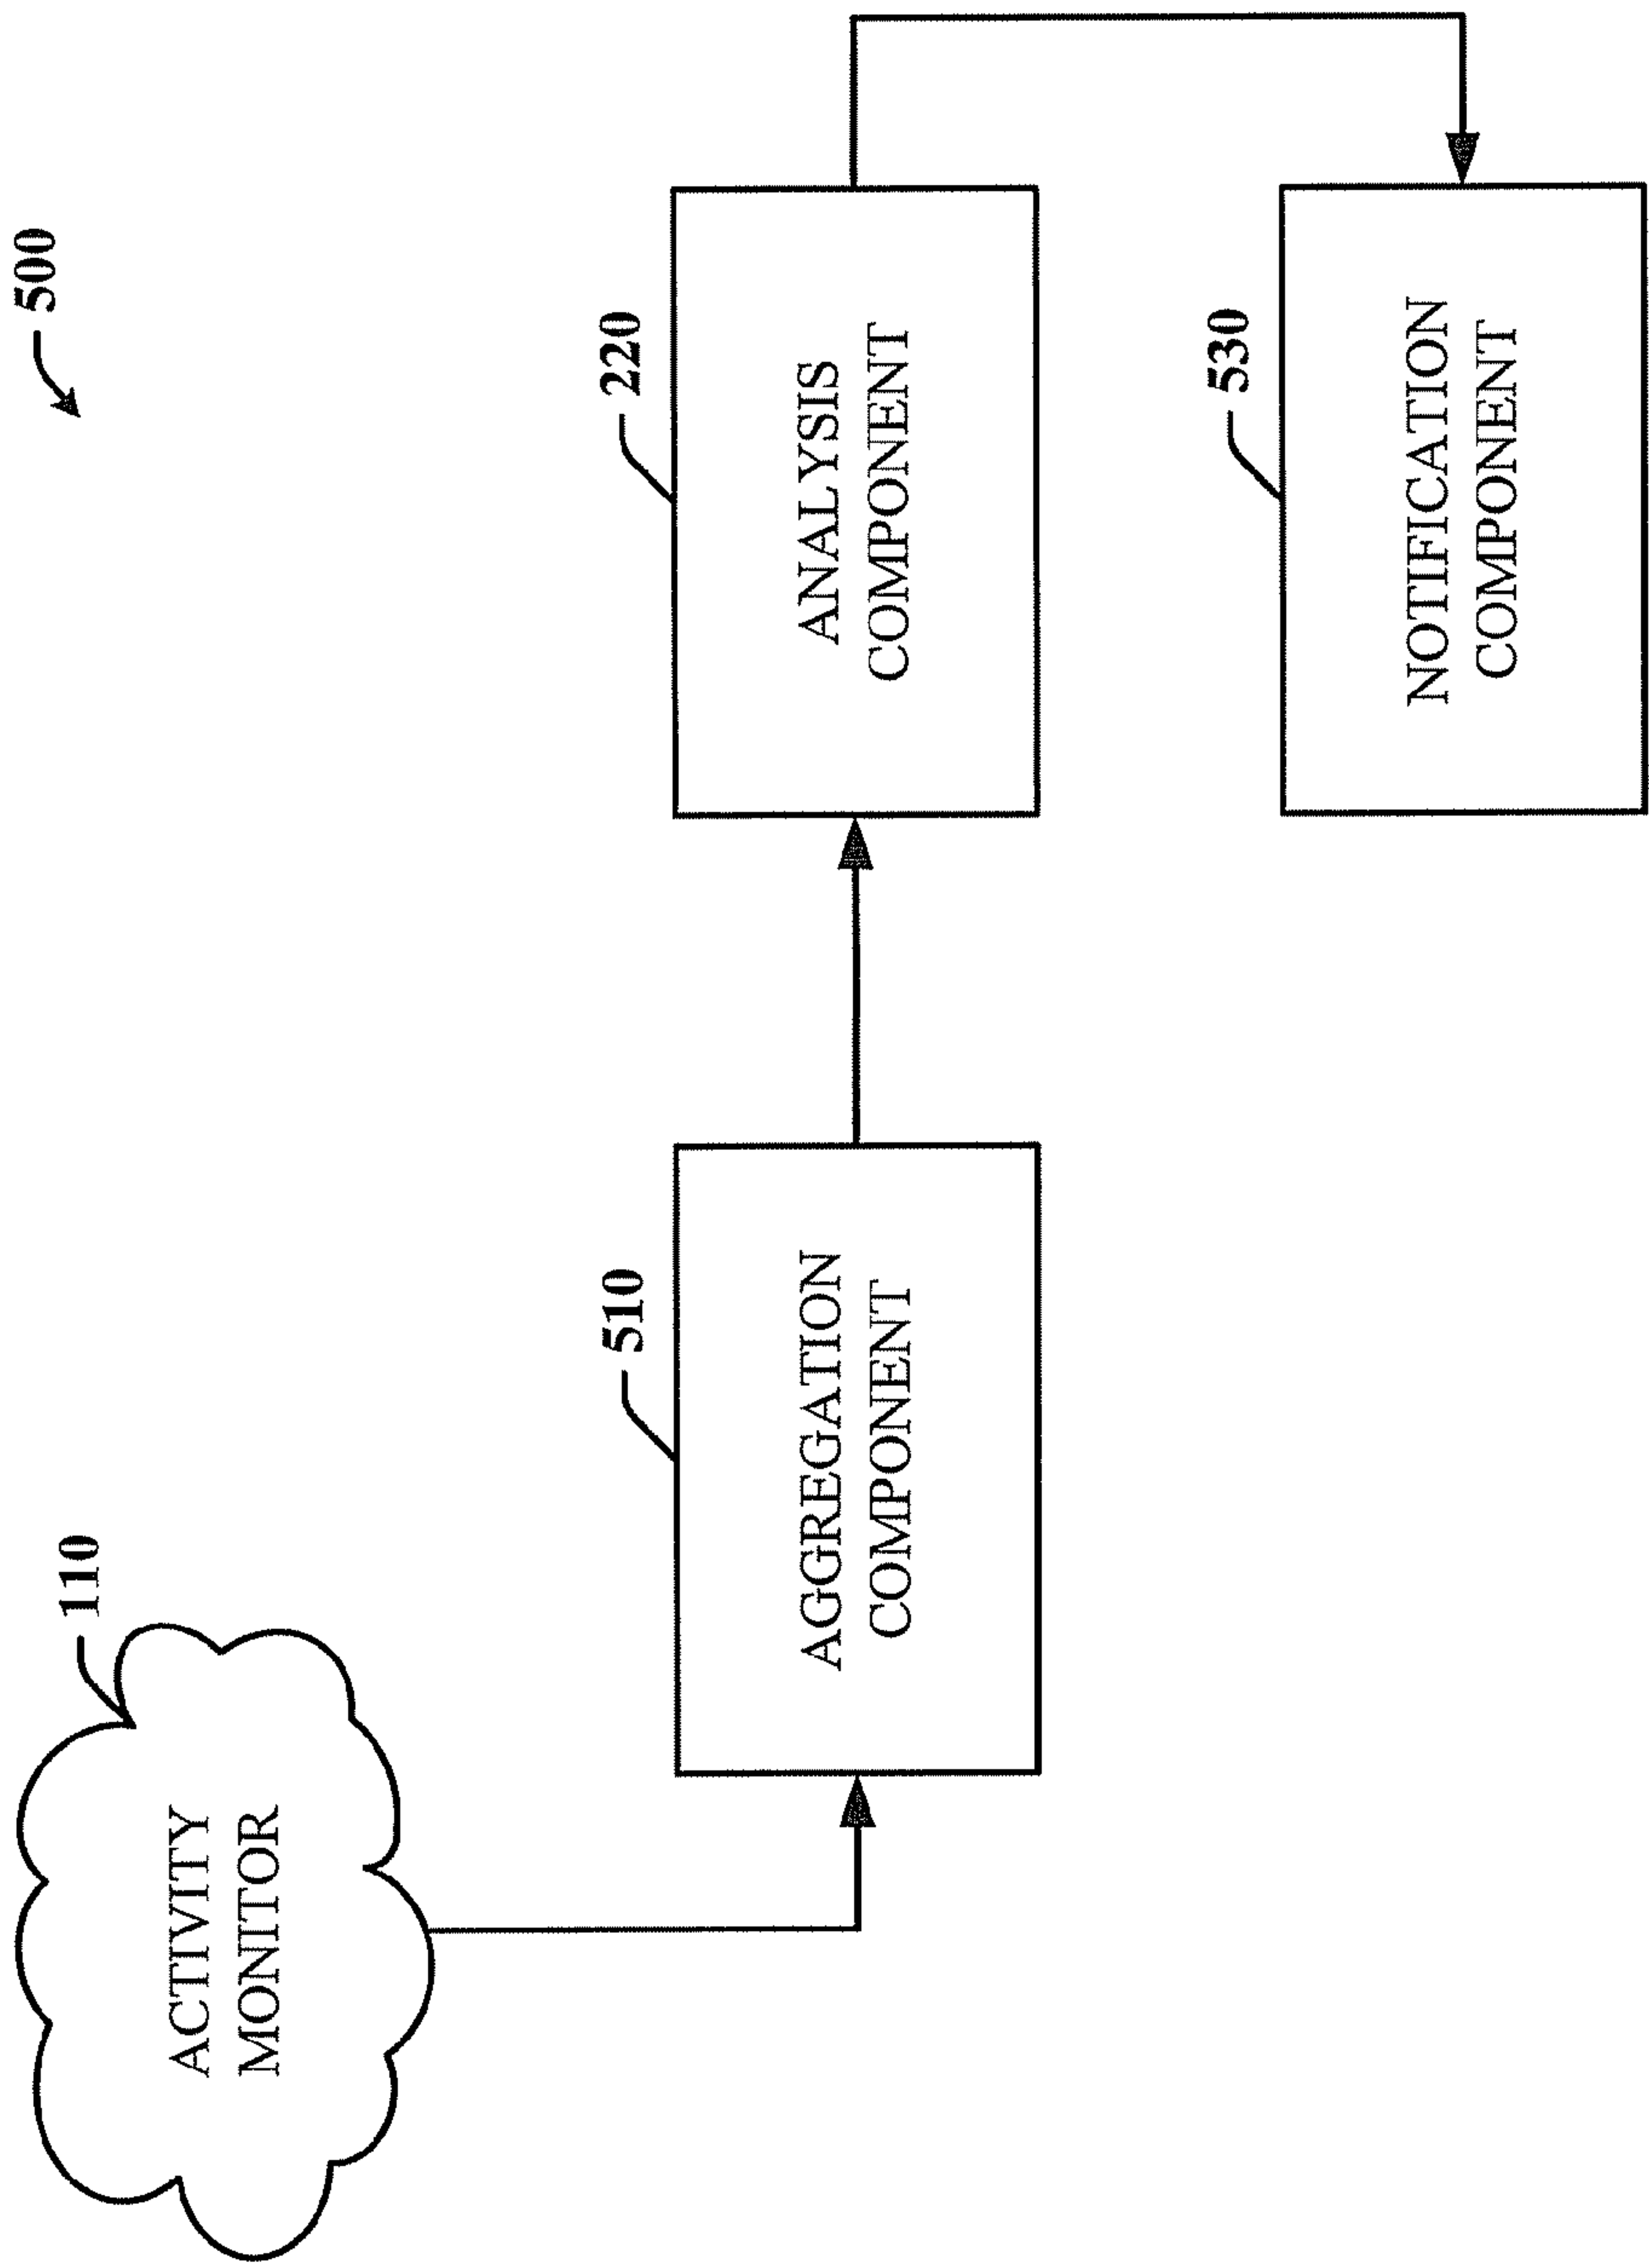 500
110
ACTIVITY
MONITOR
510
AGGREGATION
COMPONENT
220
ANALYSIS
COMPONENT
530
NOTIFICATION
COMPONENT